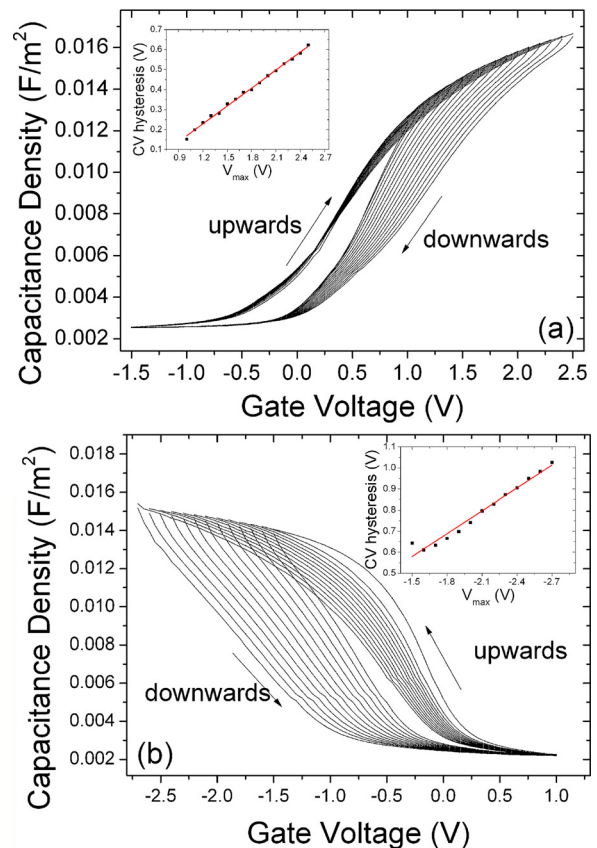 Capacitance Density (F/m²)
0.016
0.014
0.012
0.010
0.008
0.006
0.004
0.002
CV hysteresis (V)
0.7
0.6
0.5
0.4
0.3
0.2
0.1
0.9 1.2 1.5 1.8 2.1 2.4 2.7
Vmax (V)
upwards
downwards
(a)
-1.5 -1.0 -0.5 0.0 0.5 1.0 1.5 2.0 2.5
Gate Voltage (V)
Capacitance Density (F/m²)
0.018
0.016
0.014
0.012
0.010
0.008
0.006
0.004
0.002
CV hysteresis (V)
1.1
1.0
0.9
0.8
0.7
0.6
0.5
-1.5 -1.8 -2.1 -2.4 -2.7
Vmax (V)
upwards
downwards
(b)
-2.5 -2.0 -1.5 -1.0 -0.5 0.0 0.5 1.0
Gate Voltage (V)